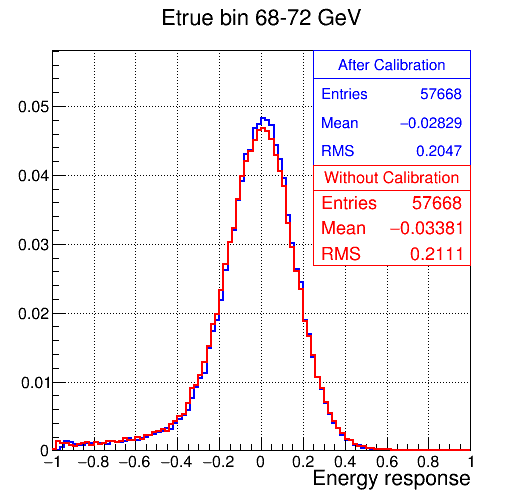 Etrue bin 68-72 GeV
After Calibration
Entries 57668
Mean −0.02829
RMS 0.2047
Without Calibration
Entries 57668
Mean −0.03381
RMS 0.2111
0.05
0.04
0.03
0.02
0.01
0
−1 −0.8 −0.6 −0.4 −0.2 0 0.2 0.4 0.6 0.8 1
Energy response